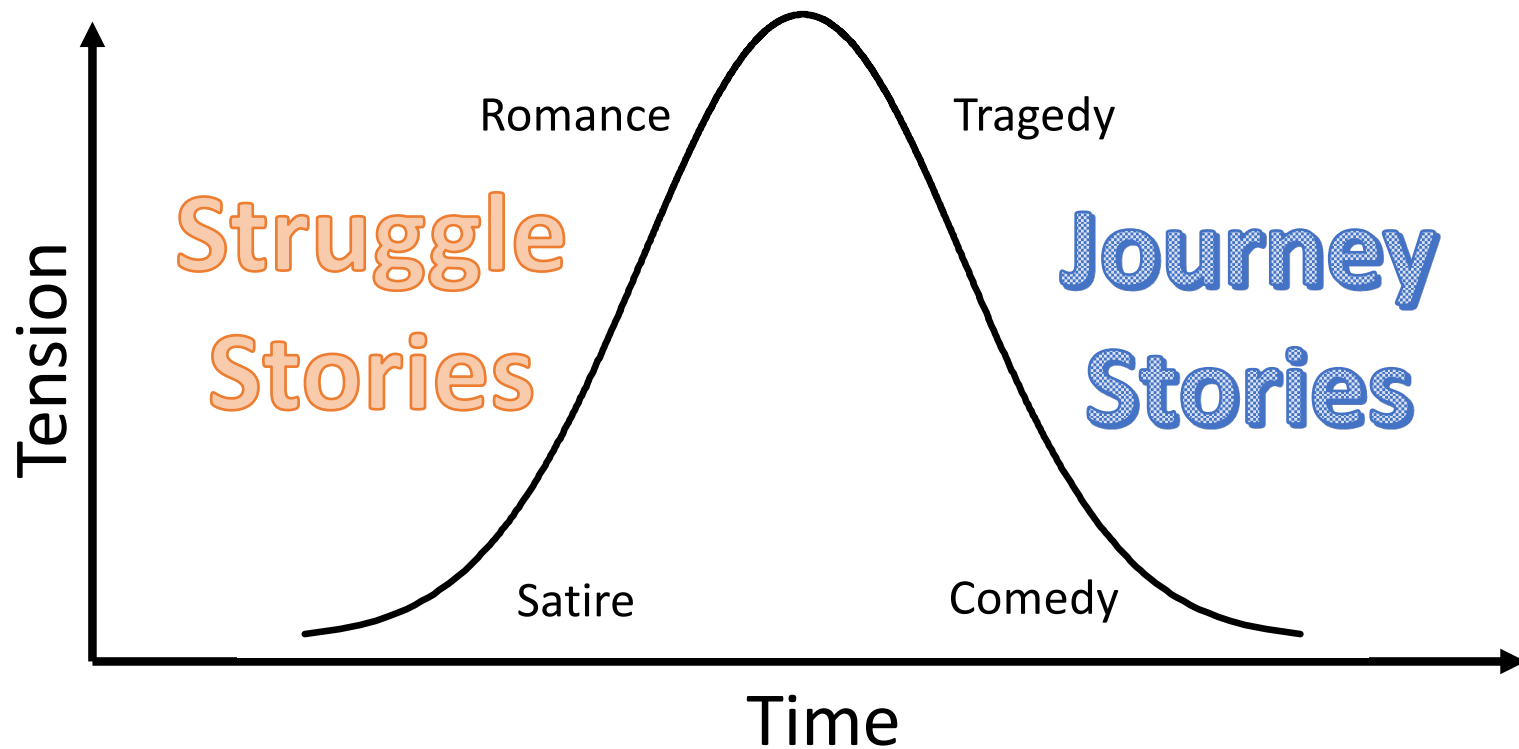 Romance
Tragedy
Struggle
Stories
Journey
Stories
Tension
Satire
Comedy
Time